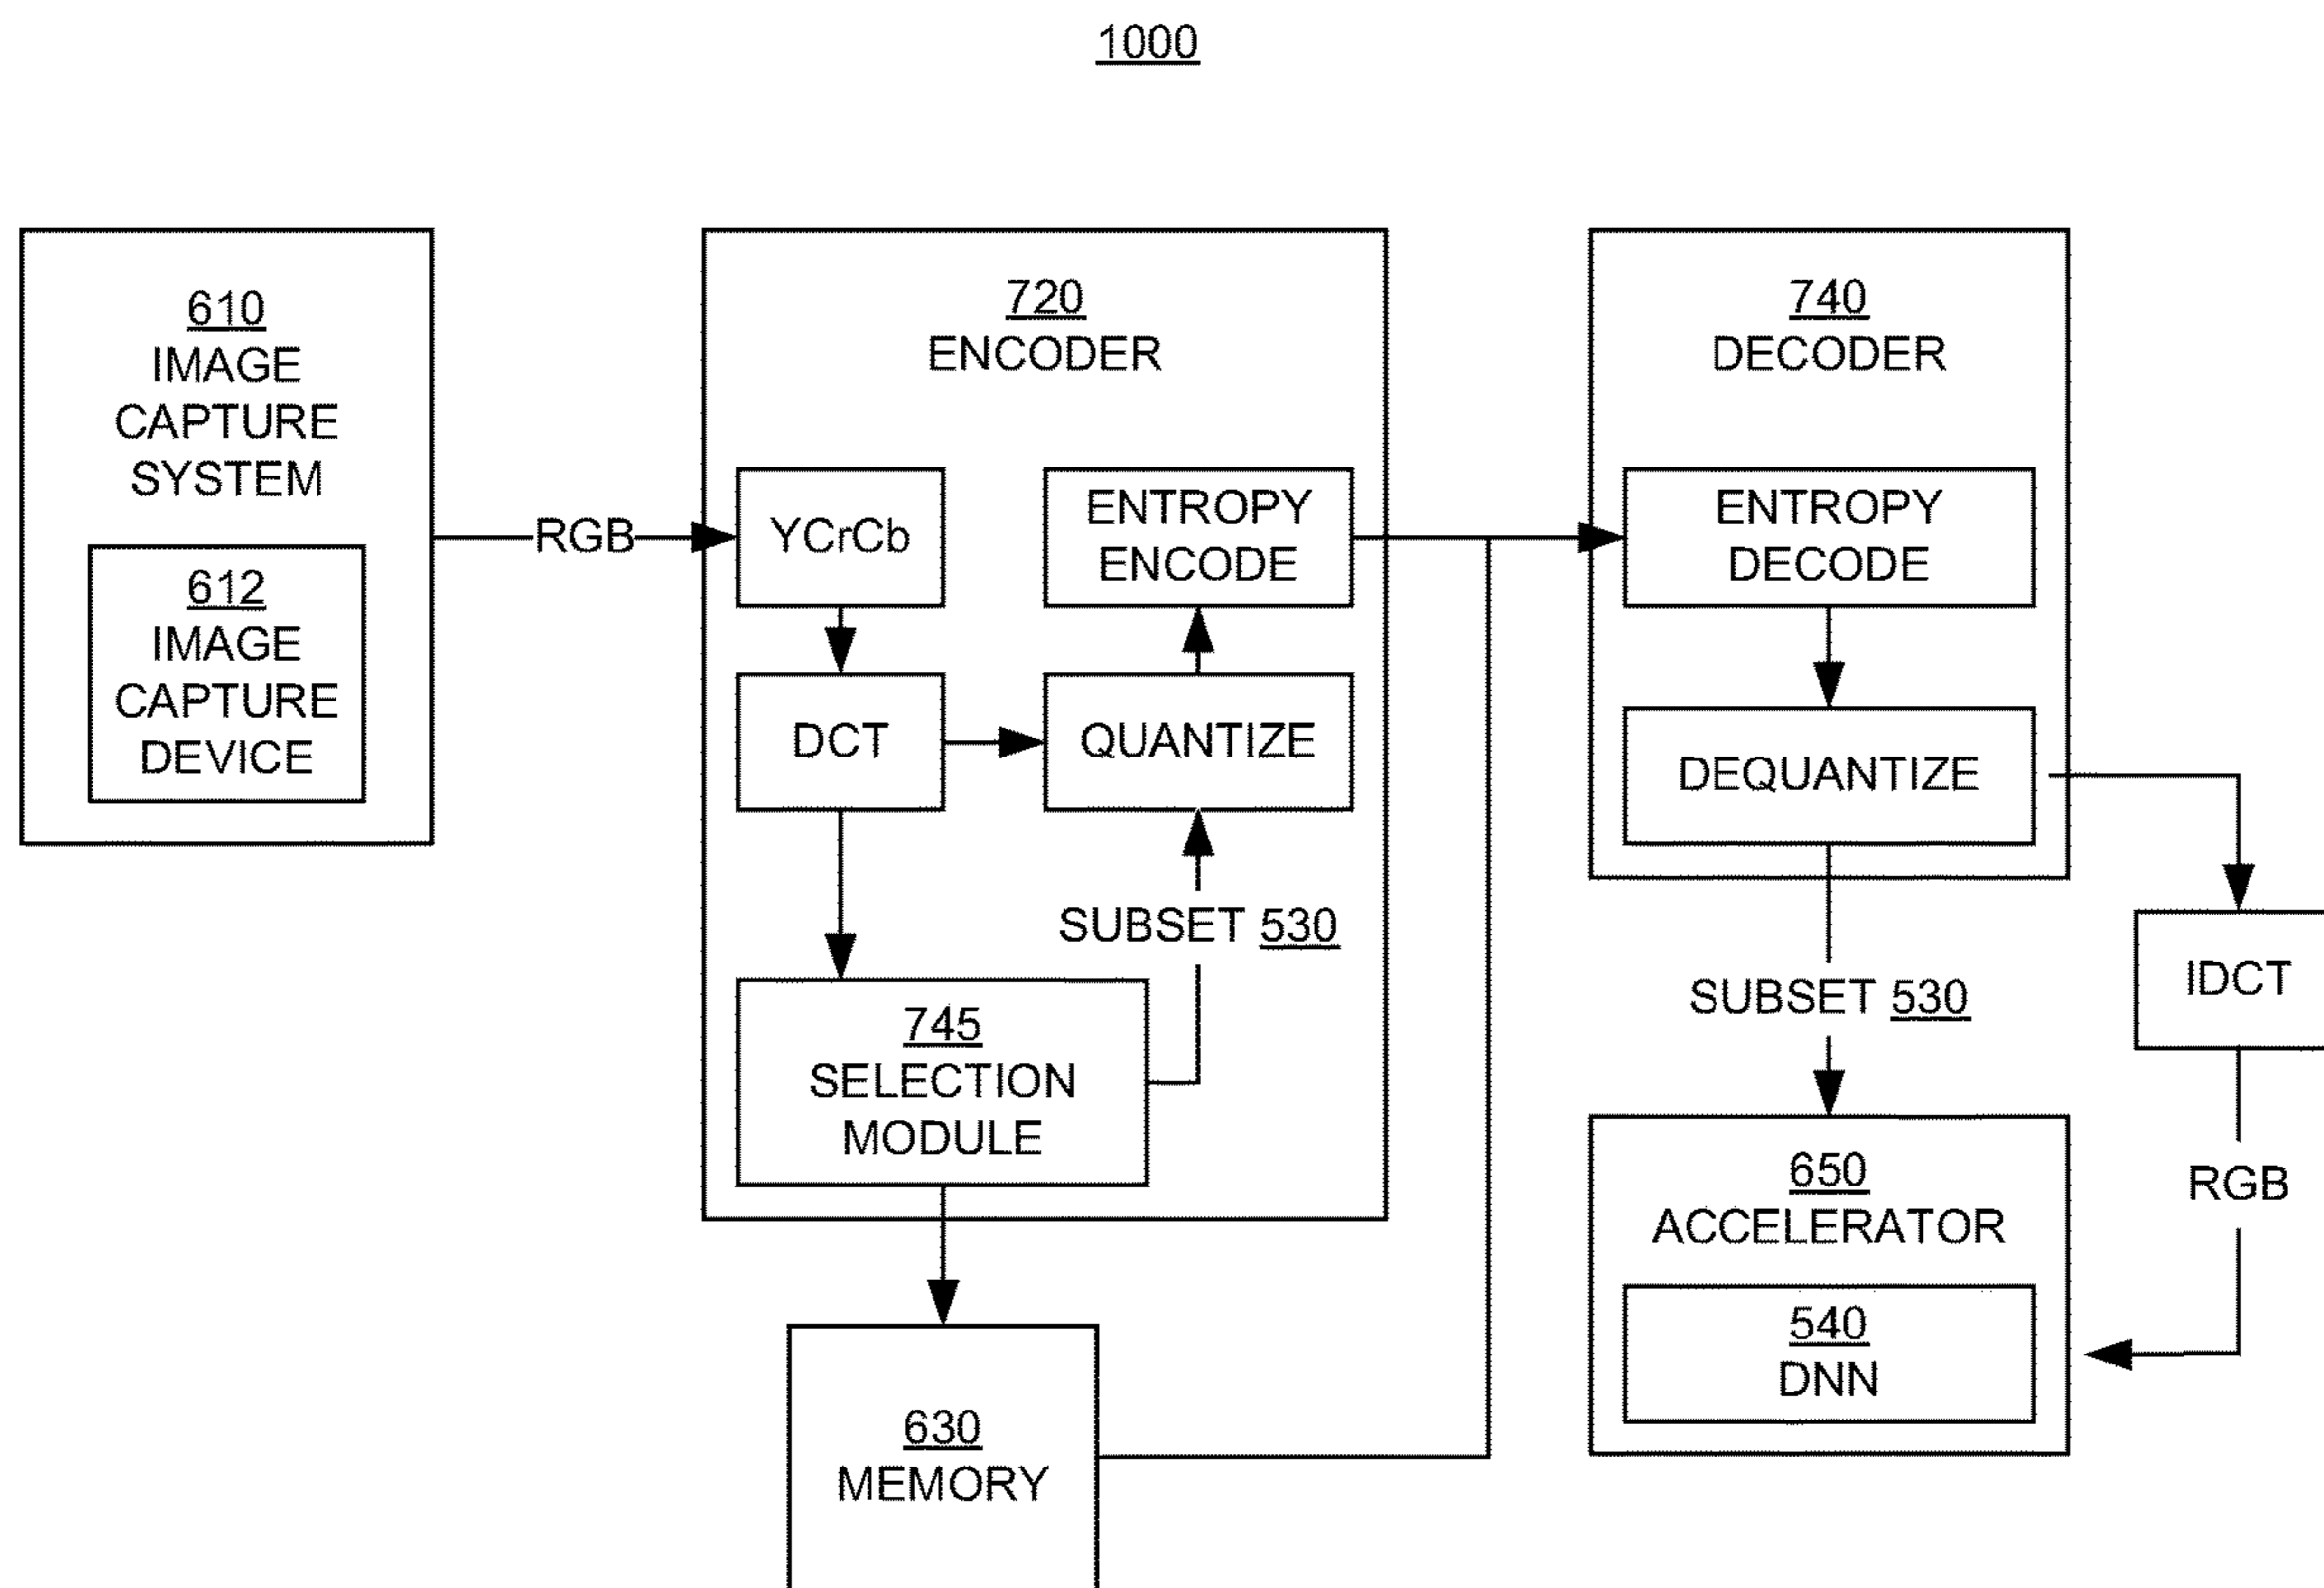 1000
610
IMAGE
CAPTURE
SYSTEM
612
IMAGE
CAPTURE
DEVICE
RGB
720
ENCODER
YCrCb
ENTROPY
ENCODE
DCT
QUANTIZE
SUBSET 530
745
SELECTION
MODULE
630
MEMORY
740
DECODER
ENTROPY
DECODE
DEQUANTIZE
SUBSET 530
IDCT
RGB
650
ACCELERATOR
540
DNN